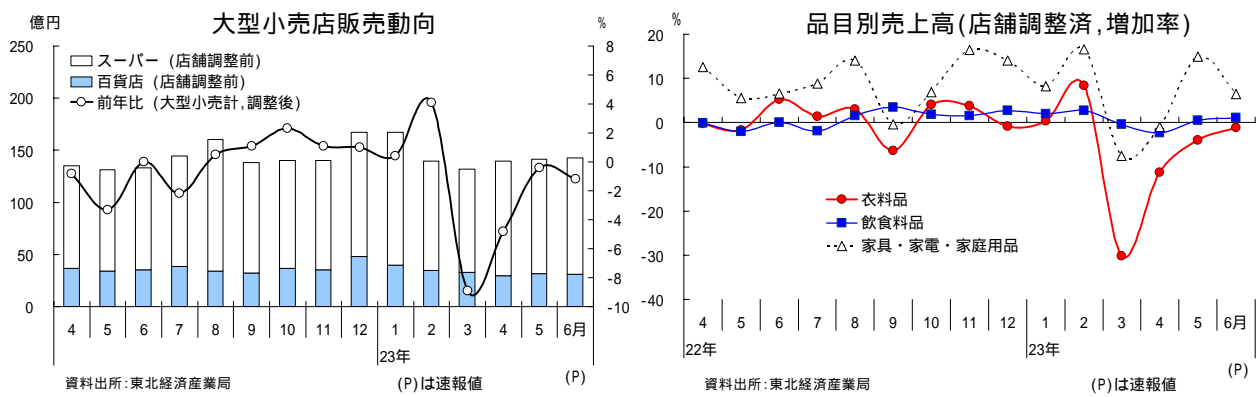 大型小売店販売動向
億円
%
250
200
150
100
50
0
8
6
4
2
0
-2
-4
-6
-8
-10
スーパー (店舗調整前)
百貨店 (店舗調整前)
前年比 (大型小売計,調整後)
4 5 6 7 8 9 10 11 12 1 2 3 4 5 6月
23年
資料出所:東北経済産業局
(P)は速報値
(P)
品目別売上高(店舗調整済,増加率)
%
20
10
0
-10
-20
-30
-40
衣料品
飲食料品
家具・家電・家庭用品
4 5 6 7 8 9 10 11 12 1 2 3 4 5 6月
22年 23年
資料出所:東北経済産業局
(P)は速報値
(P)